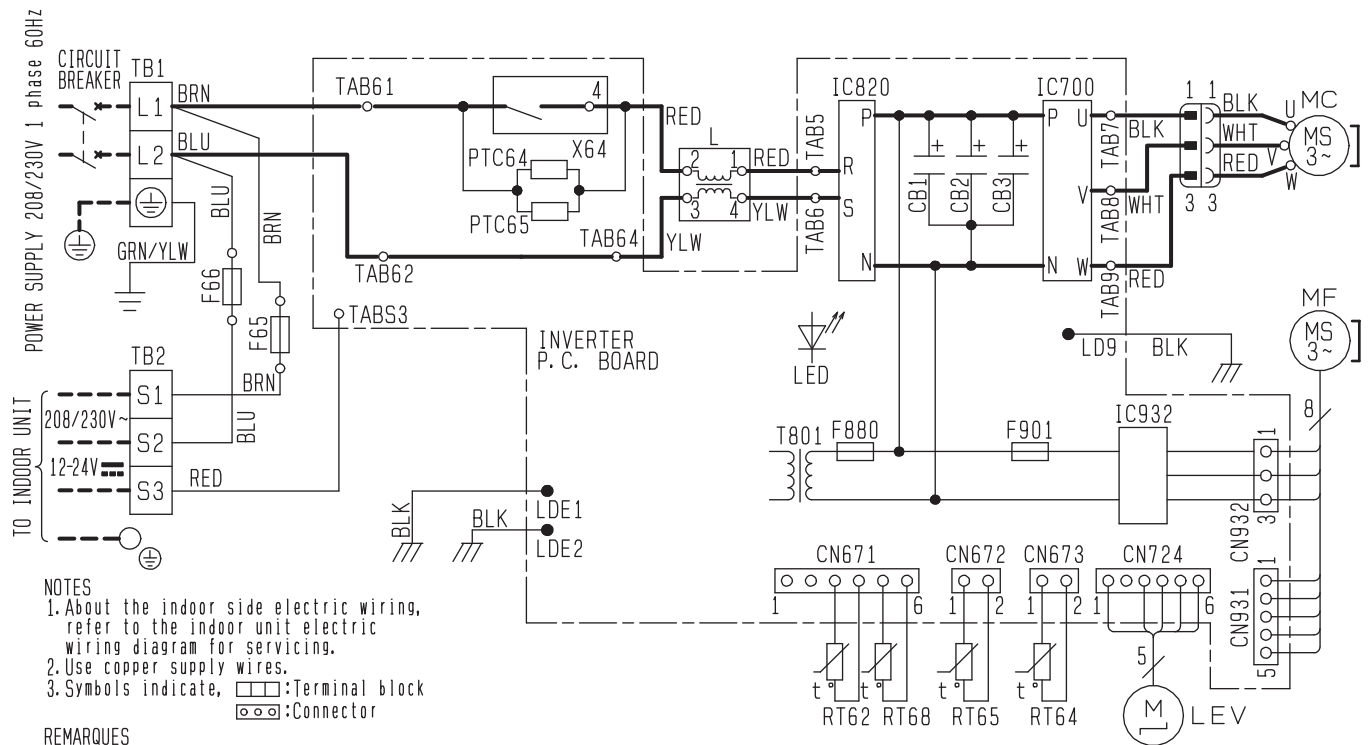 POWER SUPPLY 208/230V 1 phase 60Hz
CIRCUIT
BREAKER
TB1
L1
L2
BRN
BLU
GRN/YLW
BLU
BRN
F66
F65
TAB61
TAB62
TAB64
TABS3
4
X64
PTC64
PTC65
RED
YLW
L
2 1
3 4
RED
YLW
TAB5
TAB6
IC820
P
R
S
N
+ + +
CB1
CB2
CB3
IC700
P U
V
N W
TAB7
TAB8
TAB9
BLK
WHT
RED
1 1
3 3
BLK
WHT
RED
U
V
W
MC
MS
3~
MF
MS
3~
8
INVERTER
P.C. BOARD
LED
LD9 BLK
TB2
S1
S2
S3
BRN
BLU
RED
TO INDOOR UNIT
208/230V~
12-24V
BLK
BLK
LDE1
LDE2
T801
F880
F901
IC932
1
3
CN932
1
5
CN931
CN671
1 6
CN672
1 2
CN673
1 2
CN724
1 6
t°
t°
t°
t°
RT62
RT68
RT65
RT64
5
M
LEV
NOTES
1. About the indoor side electric wiring,
refer to the indoor unit electric
wiring diagram for servicing.
2. Use copper supply wires.
3. Symbols indicate, :Terminal block
:Connector
REMARQUES